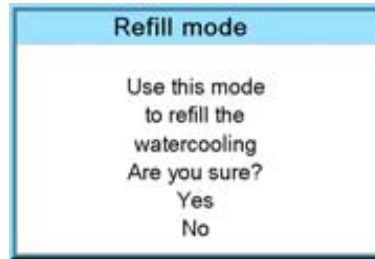 Refill mode
Use this mode
to refill the
watercooling
Are you sure?
Yes
No